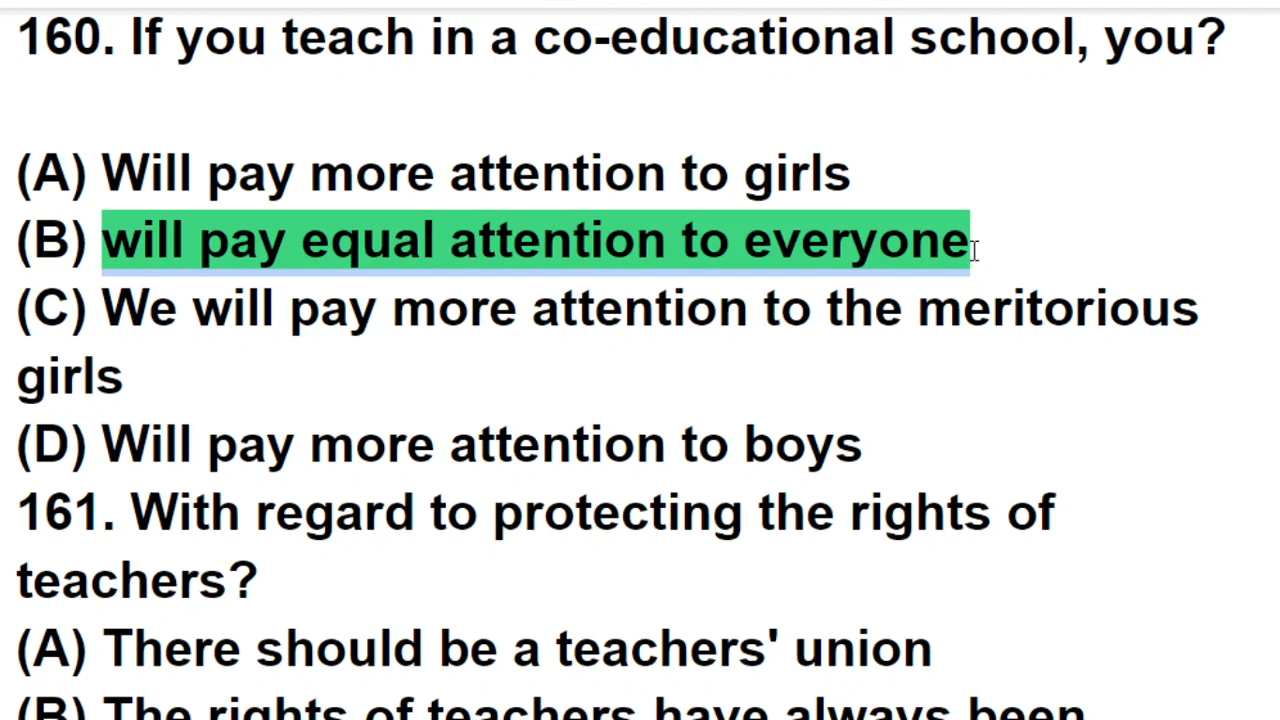 160. If you teach in a co-educational school, you?
(A) Will pay more attention to girls
(B) will pay equal attention to everyone
(C) We will pay more attention to the meritorious
girls
(D) Will pay more attention to boys
161. With regard to protecting the rights of
teachers?
(A) There should be a teachers' union
(B) The rights of teachers have always been